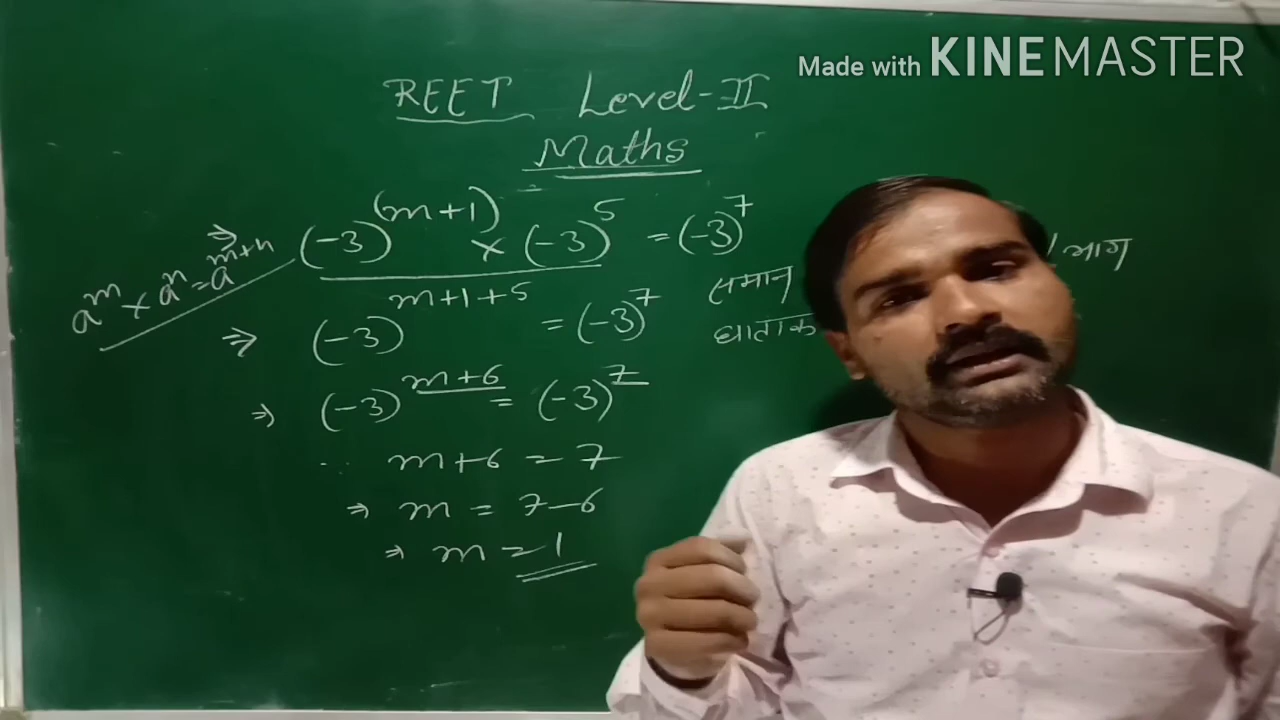 Made with KINEMASTER
REET Level-II
Maths
⇒ (-3)^(m+1) × (-3)^5 = (-3)^7
a^m × a^n = a^m+n
भाग
समान
⇒ (-3)^m+1+5 = (-3)^7
घाताक
⇒ (-3)^m+6 = (-3)^7
m+6 = 7
⇒ m = 7-6
⇒ m = 1